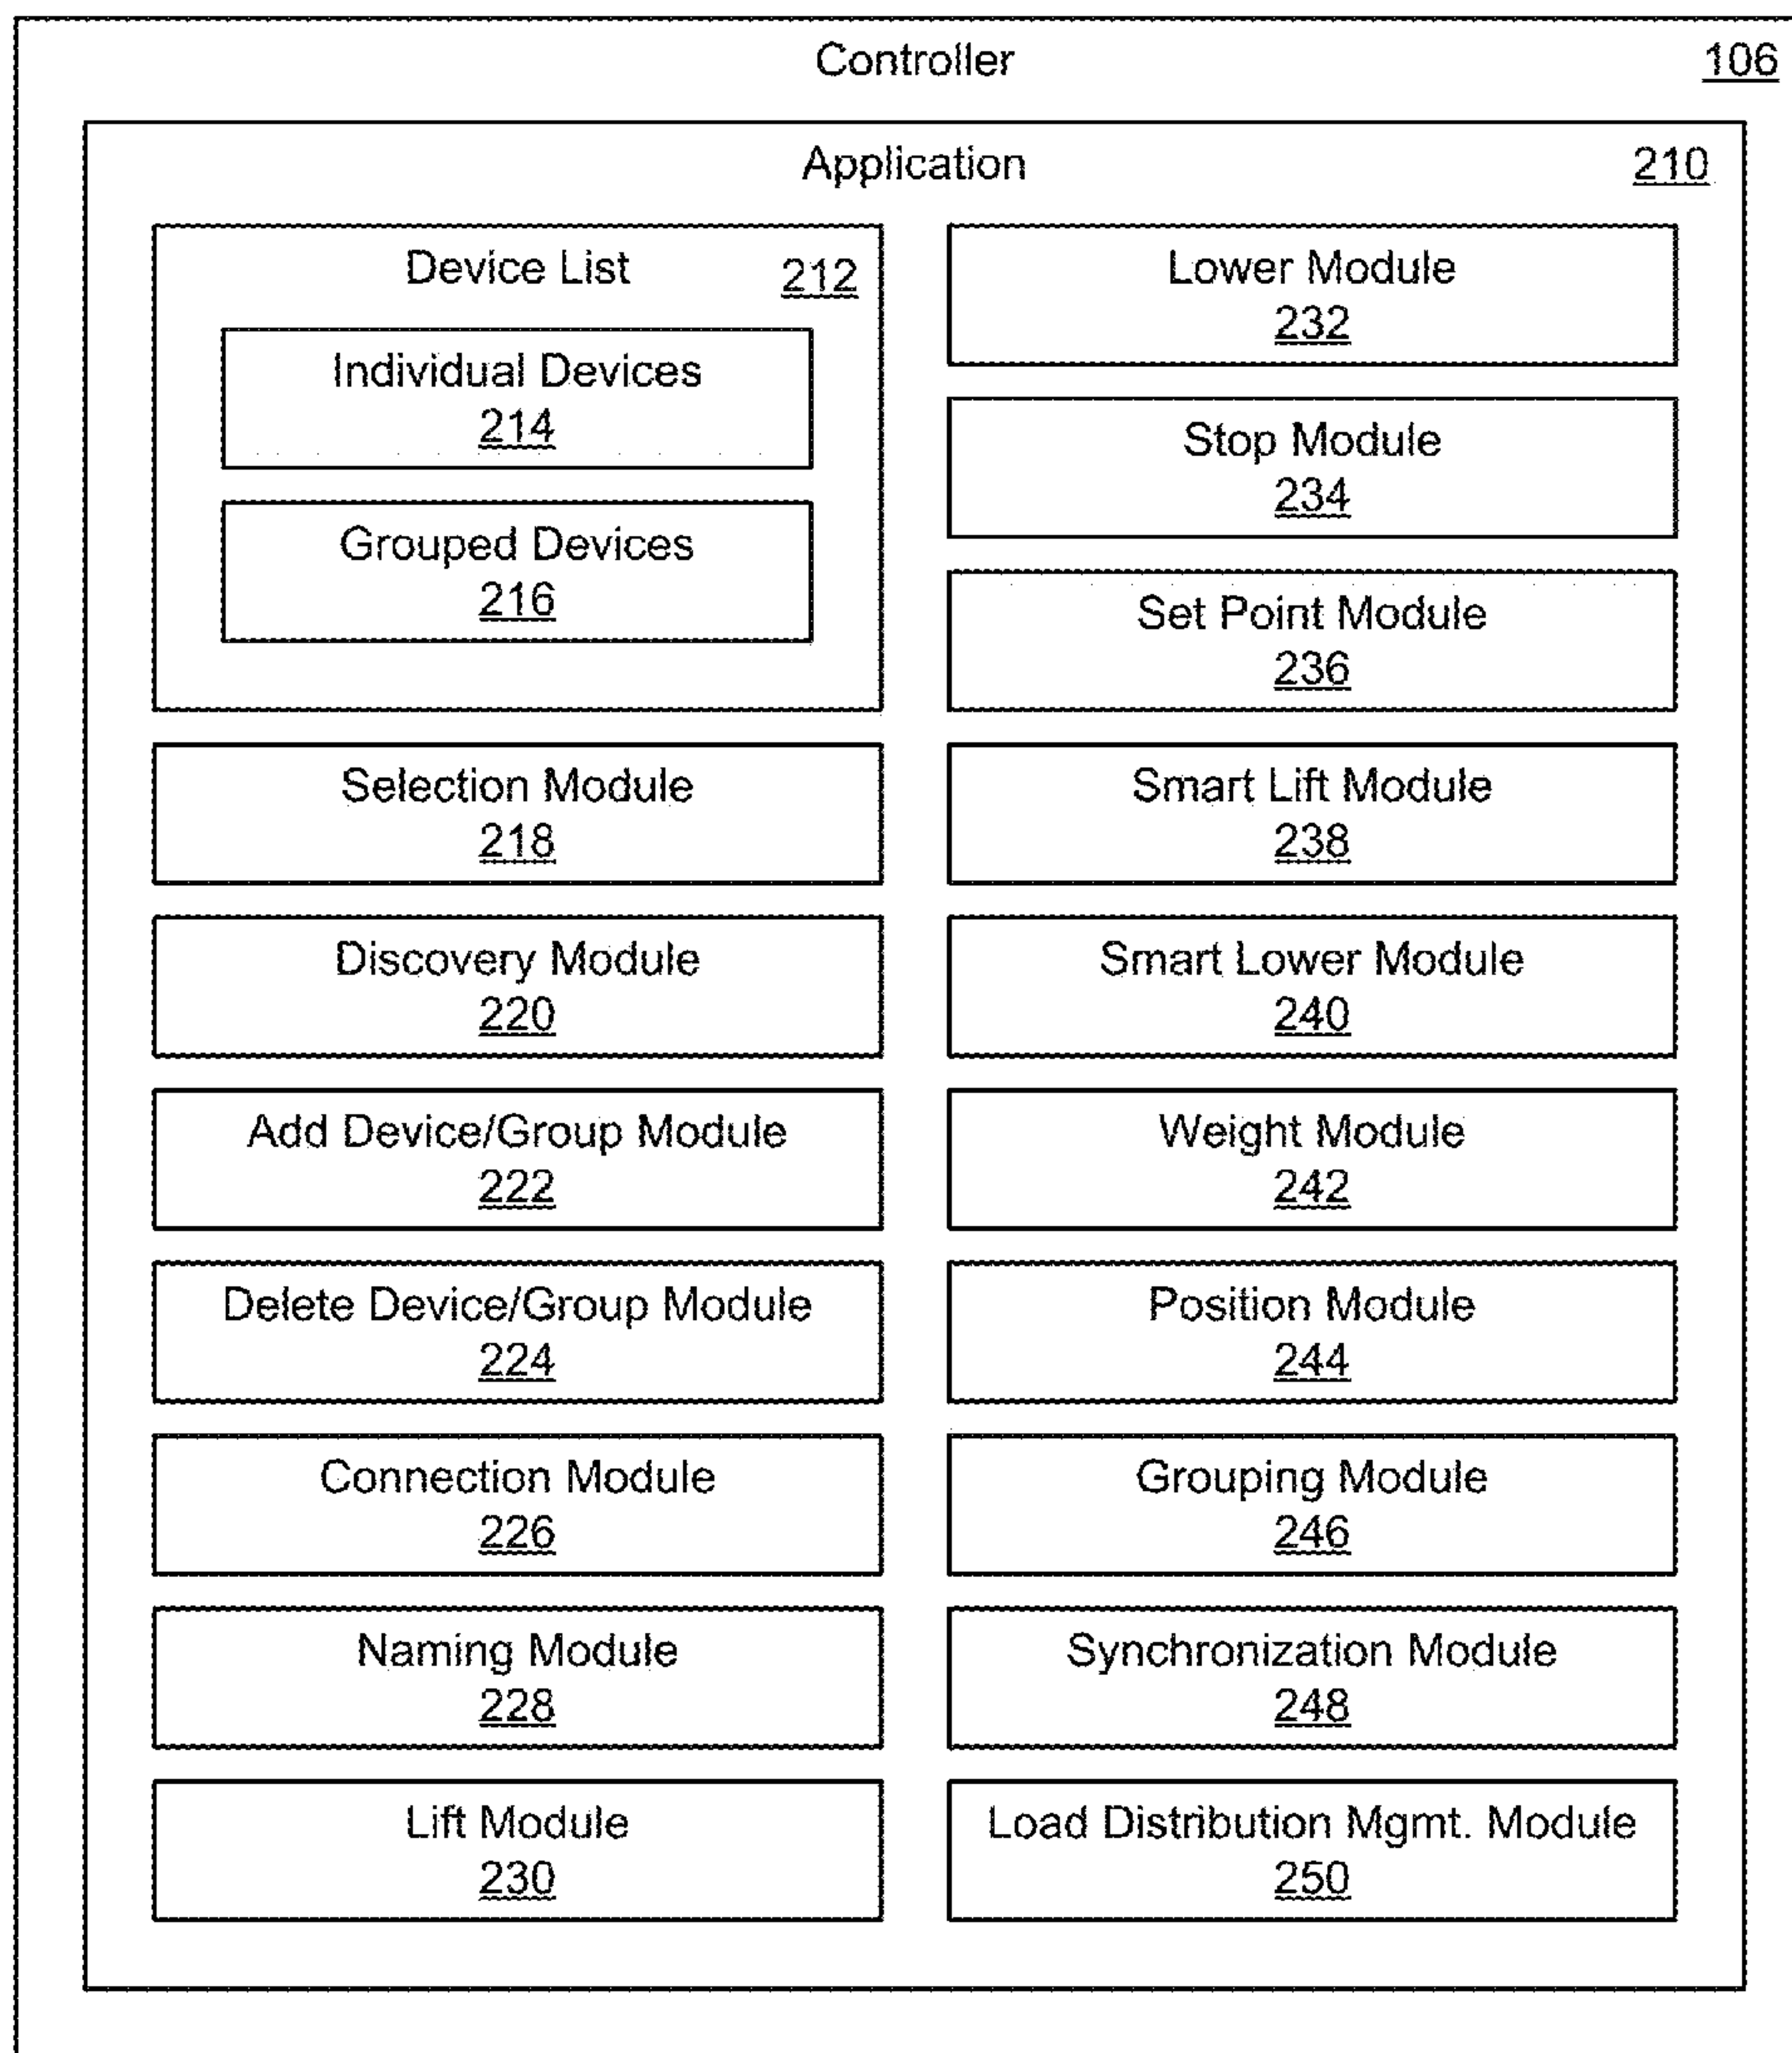 Controller
106
Application
210
Device List
212
Individual Devices
214
Grouped Devices
216
Selection Module
218
Discovery Module
220
Add Device/Group Module
222
Delete Device/Group Module
224
Connection Module
226
Naming Module
228
Lift Module
230
Lower Module
232
Stop Module
234
Set Point Module
236
Smart Lift Module
238
Smart Lower Module
240
Weight Module
242
Position Module
244
Grouping Module
246
Synchronization Module
248
Load Distribution Mgmt. Module
250